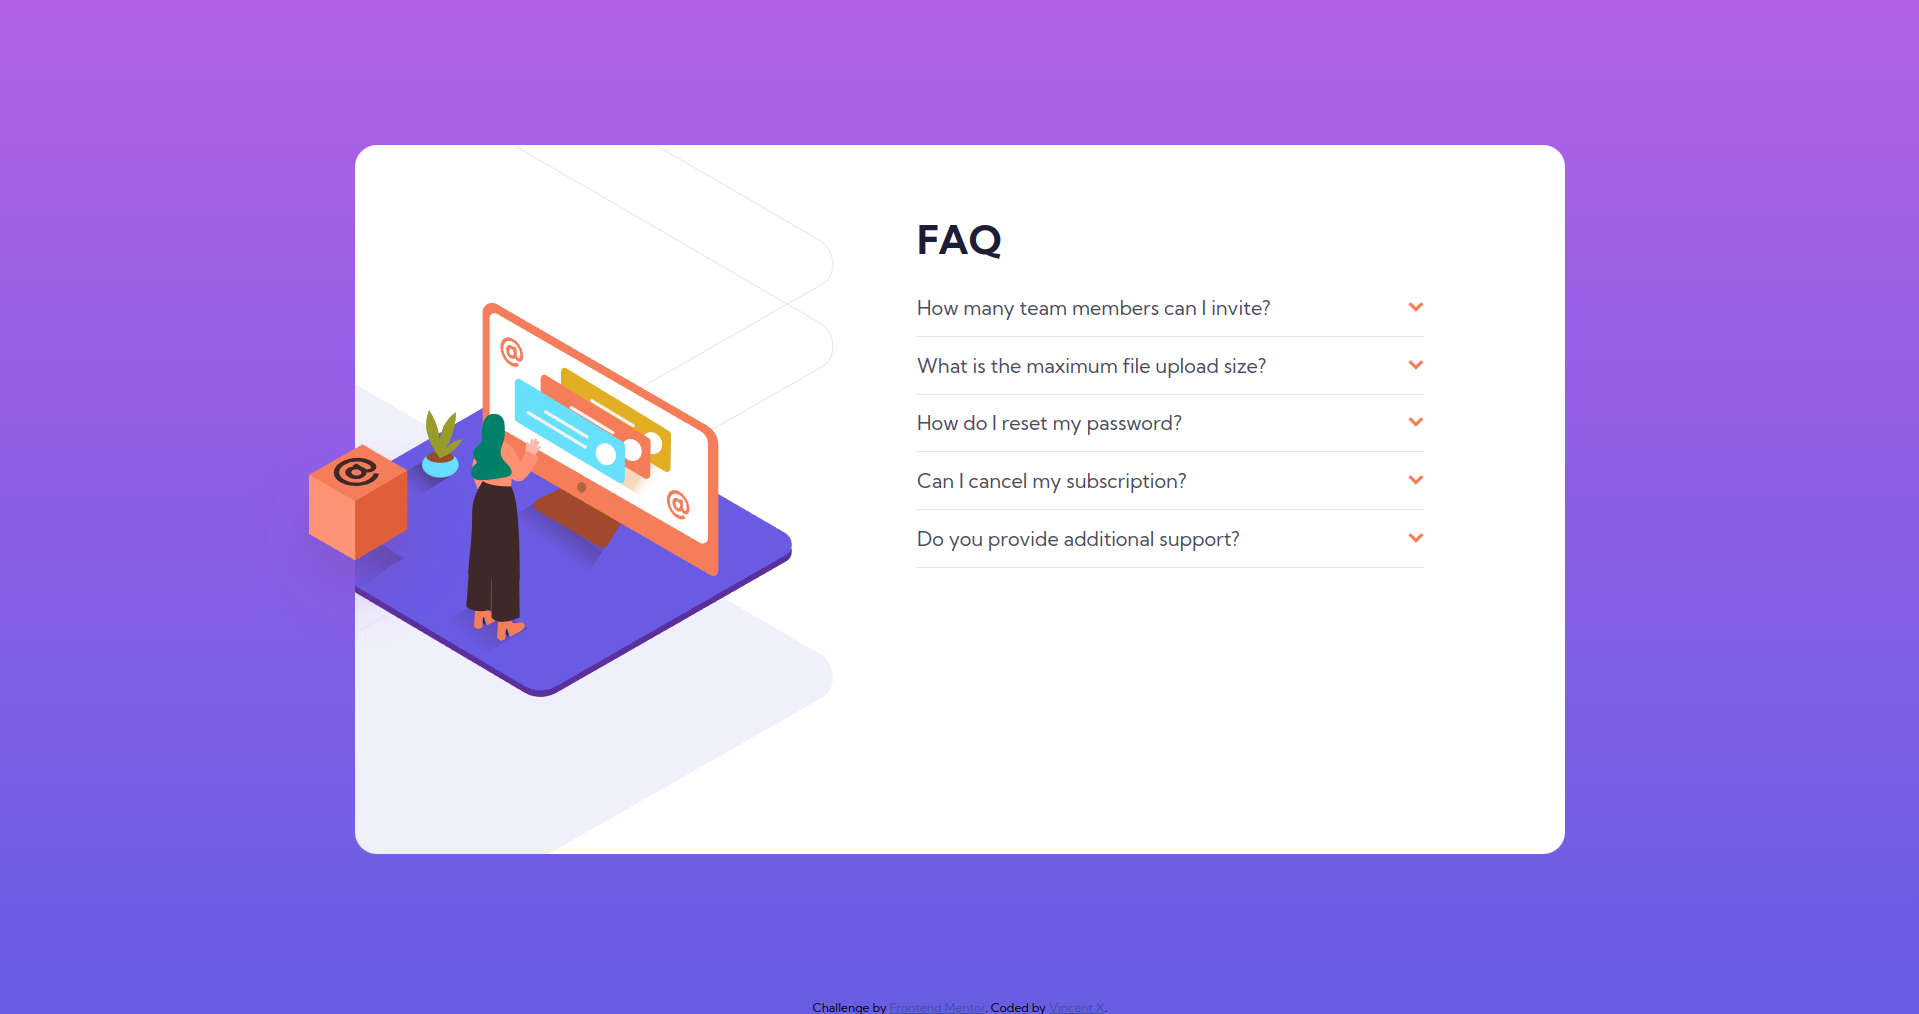 FAQ
How many team members can I invite?
What is the maximum file upload size?
How do I reset my password?
Can I cancel my subscription?
Do you provide additional support?
@
@
@
Challenge by Frontend Mentor. Coded by Vincent X.